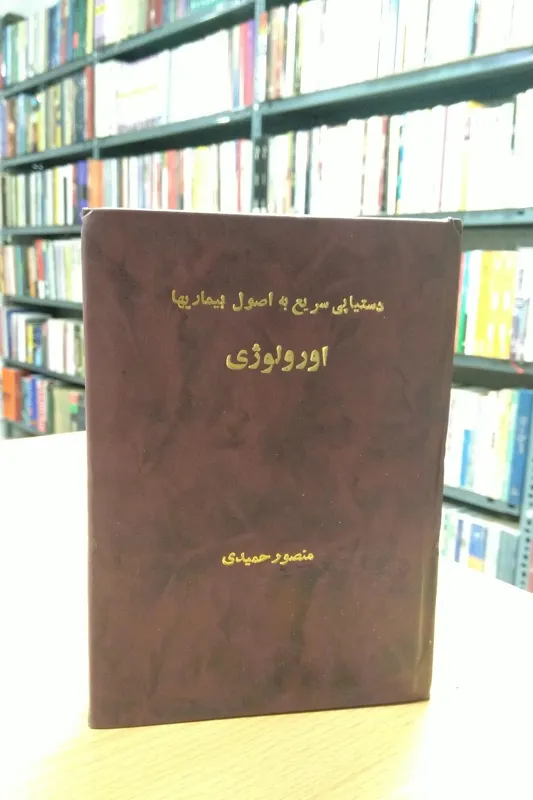 دستیابی سریع به اصول بیماریها
اورولوژی
منصور حمیدی